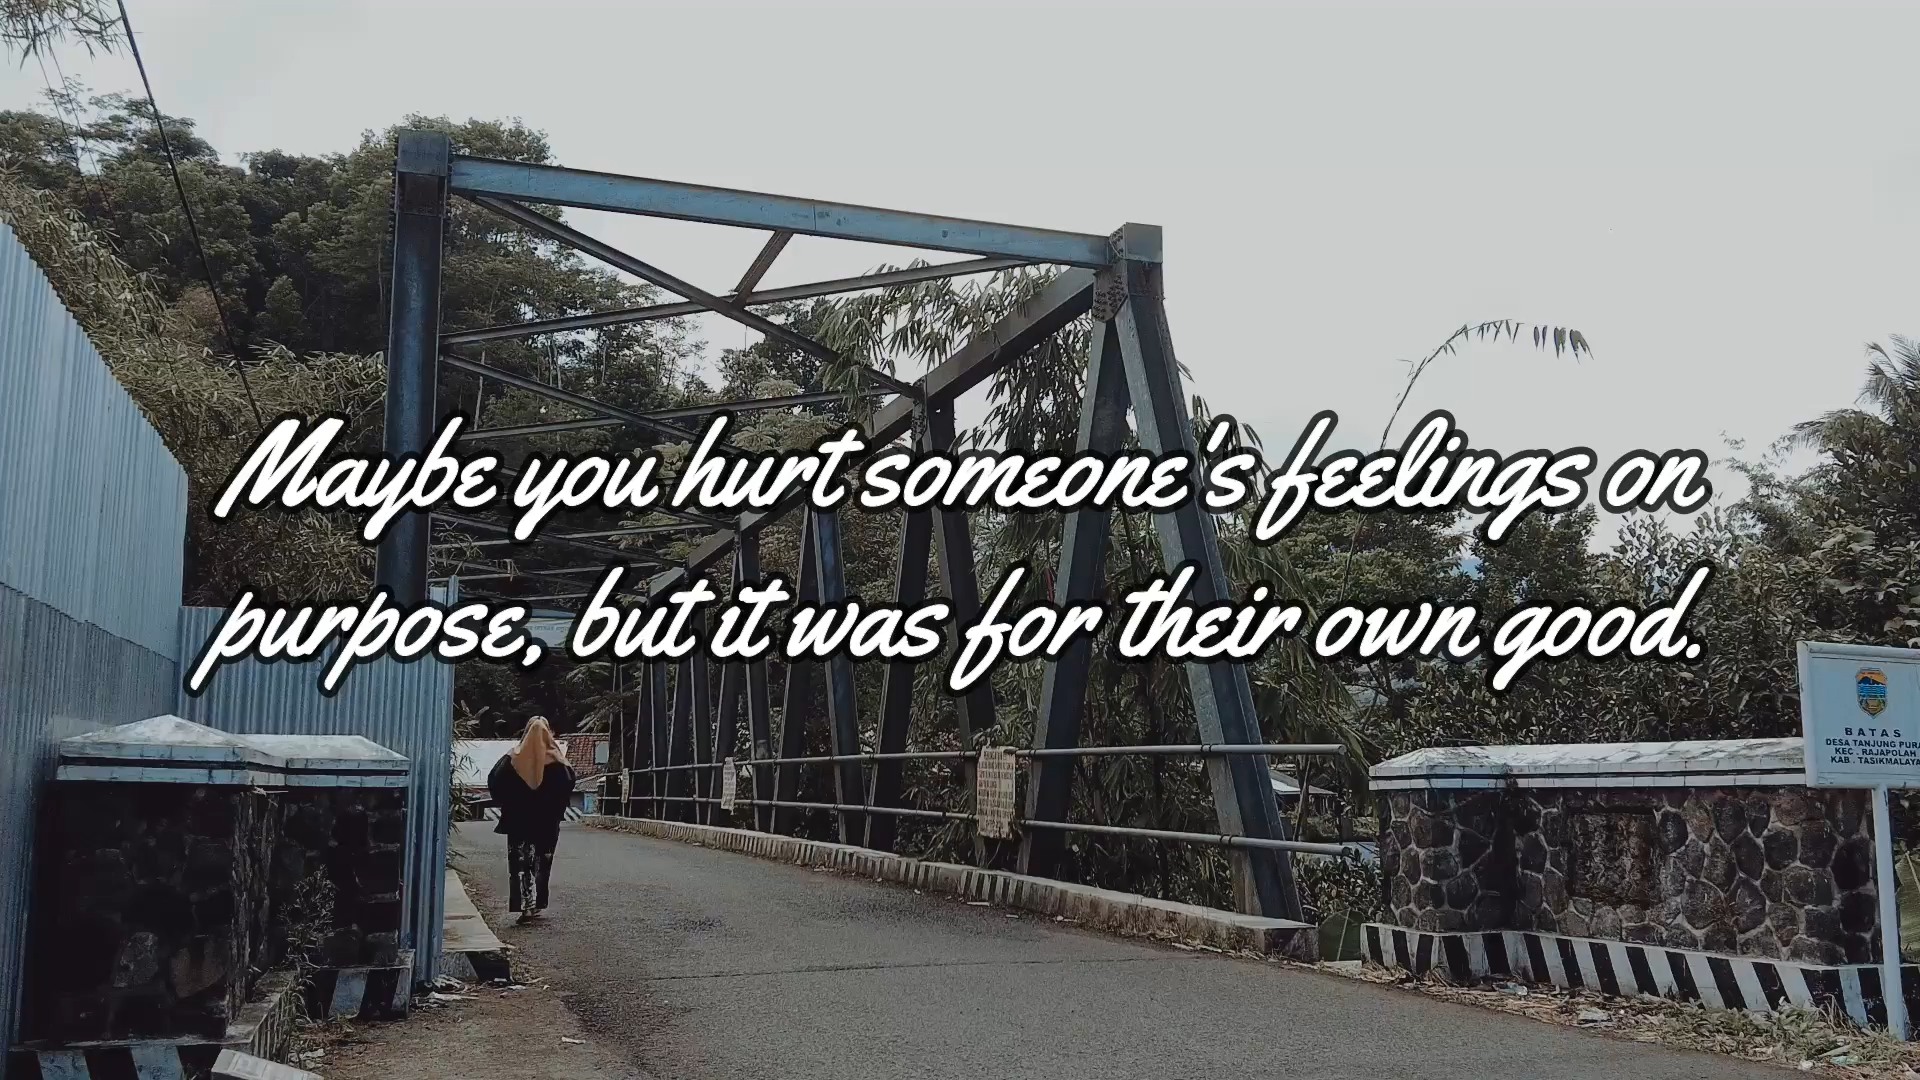 Maybe you hurt someone's feelings on
purpose, but it was for their own good.
BATAS
DESA TANJUNG PURA
KEC . RAJAPOLAH
KAB . TASIKMALAYA